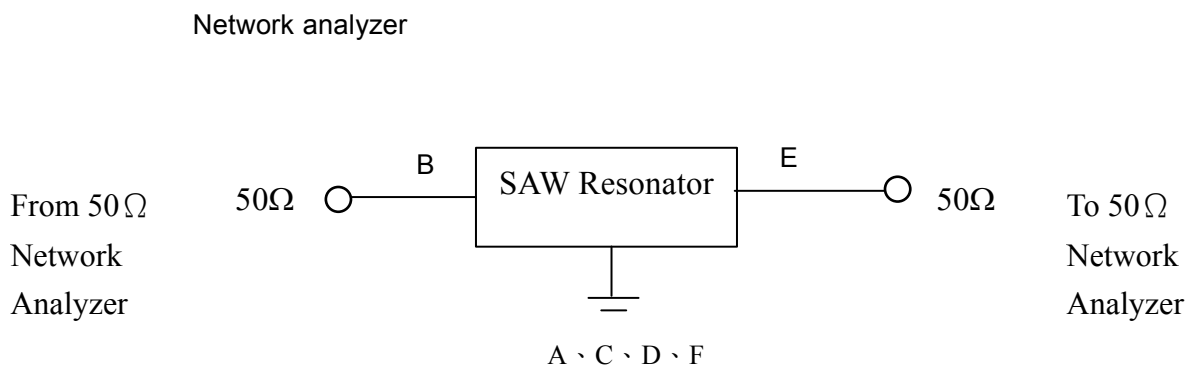 Network analyzer
B
E
SAW Resonator
From 50Ω
Network
Analyzer
50Ω
50Ω
To 50Ω
Network
Analyzer
A、C、D、F